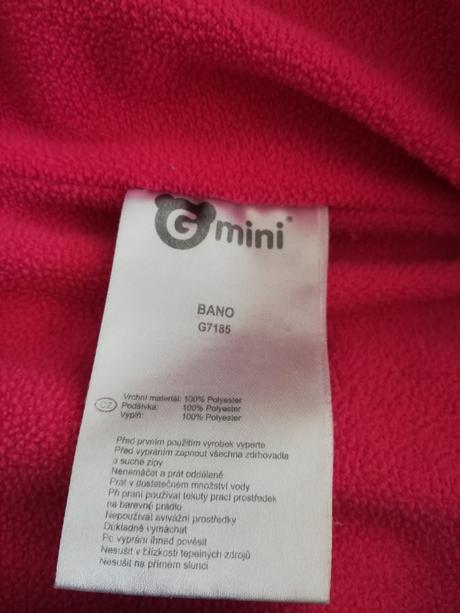 G mini®
BANO
G7185
CZ
Vrchní materiál: 100% Polyester
Podšívka: 100% Polyester
Výplň: 100% Polyester
Před prvním použitím výrobek vyperte
Před vypráním zapnout všechna zdrhovadla
a suché zipy
Nenamáčet a prát odděleně
Prát v dostatečném množství vody
Při praní používat tekutý prací prostředek
na barevné prádlo
Nepoužívat avivážní prostředky
Důkladně vymáchat
Po vyprání ihned pověsit
Nesušit v blízkosti tepelných zdrojů
Nesušit na přímém slunci